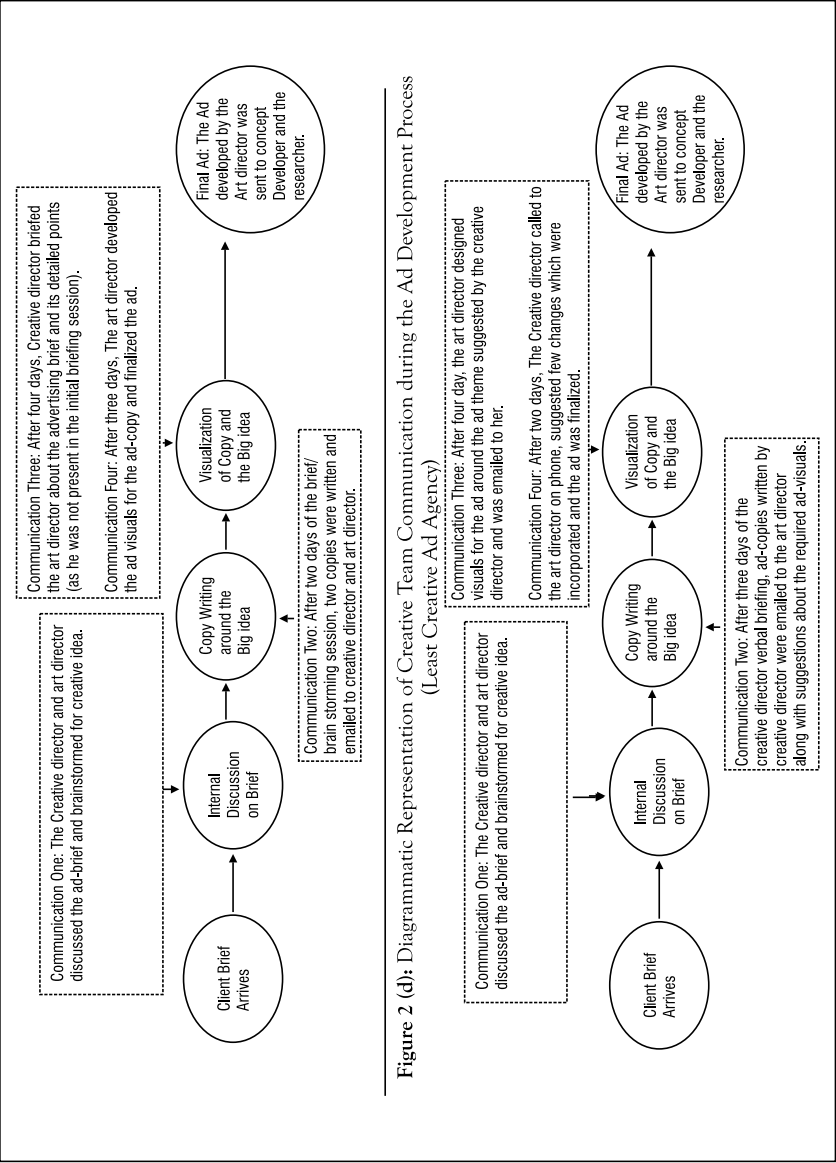 Communication One: The Creative director and art director
discussed the ad-brief and brainstormed for creative idea.
Communication Three: After four days, Creative director briefed
the art director about the advertising brief and its detailed points
(as he was not present in the initial briefing session).
Communication Four: After three days, The art director developed
the ad visuals for the ad-copy and finalized the ad.
Client Brief
Arrives
Internal
Discussion
on Brief
Copy Writing
around the
Big idea
Visualization
of Copy and
the Big idea
Final Ad: The Ad
developed by the
Art director was
sent to concept
Developer and the
researcher.
Communication Two: After two days of the brief/
brain storming session, two copies were written and
emailed to creative director and art director.
Figure 2 (d): Diagrammatic Representation of Creative Team Communication during the Ad Development Process
(Least Creative Ad Agency)
Communication One: The Creative director and art director
discussed the ad-brief and brainstormed for creative idea.
Communication Three: After four day, the art director designed
visuals for the ad around the ad theme suggested by the creative
director and was emailed to her.
Communication Four: After two days, The Creative director called to
the art director on phone, suggested few changes which were
incorporated and the ad was finalized.
Client Brief
Arrives
Internal
Discussion
on Brief
Copy Writing
around the
Big idea
Visualization
of Copy and
the Big idea
Final Ad: The Ad
developed by the
Art director was
sent to concept
Developer and the
researcher.
Communication Two: After three days of the
creative director verbal briefing, ad-copies written by
creative director were emailed to the art director
along with suggestions about the required ad-visuals.